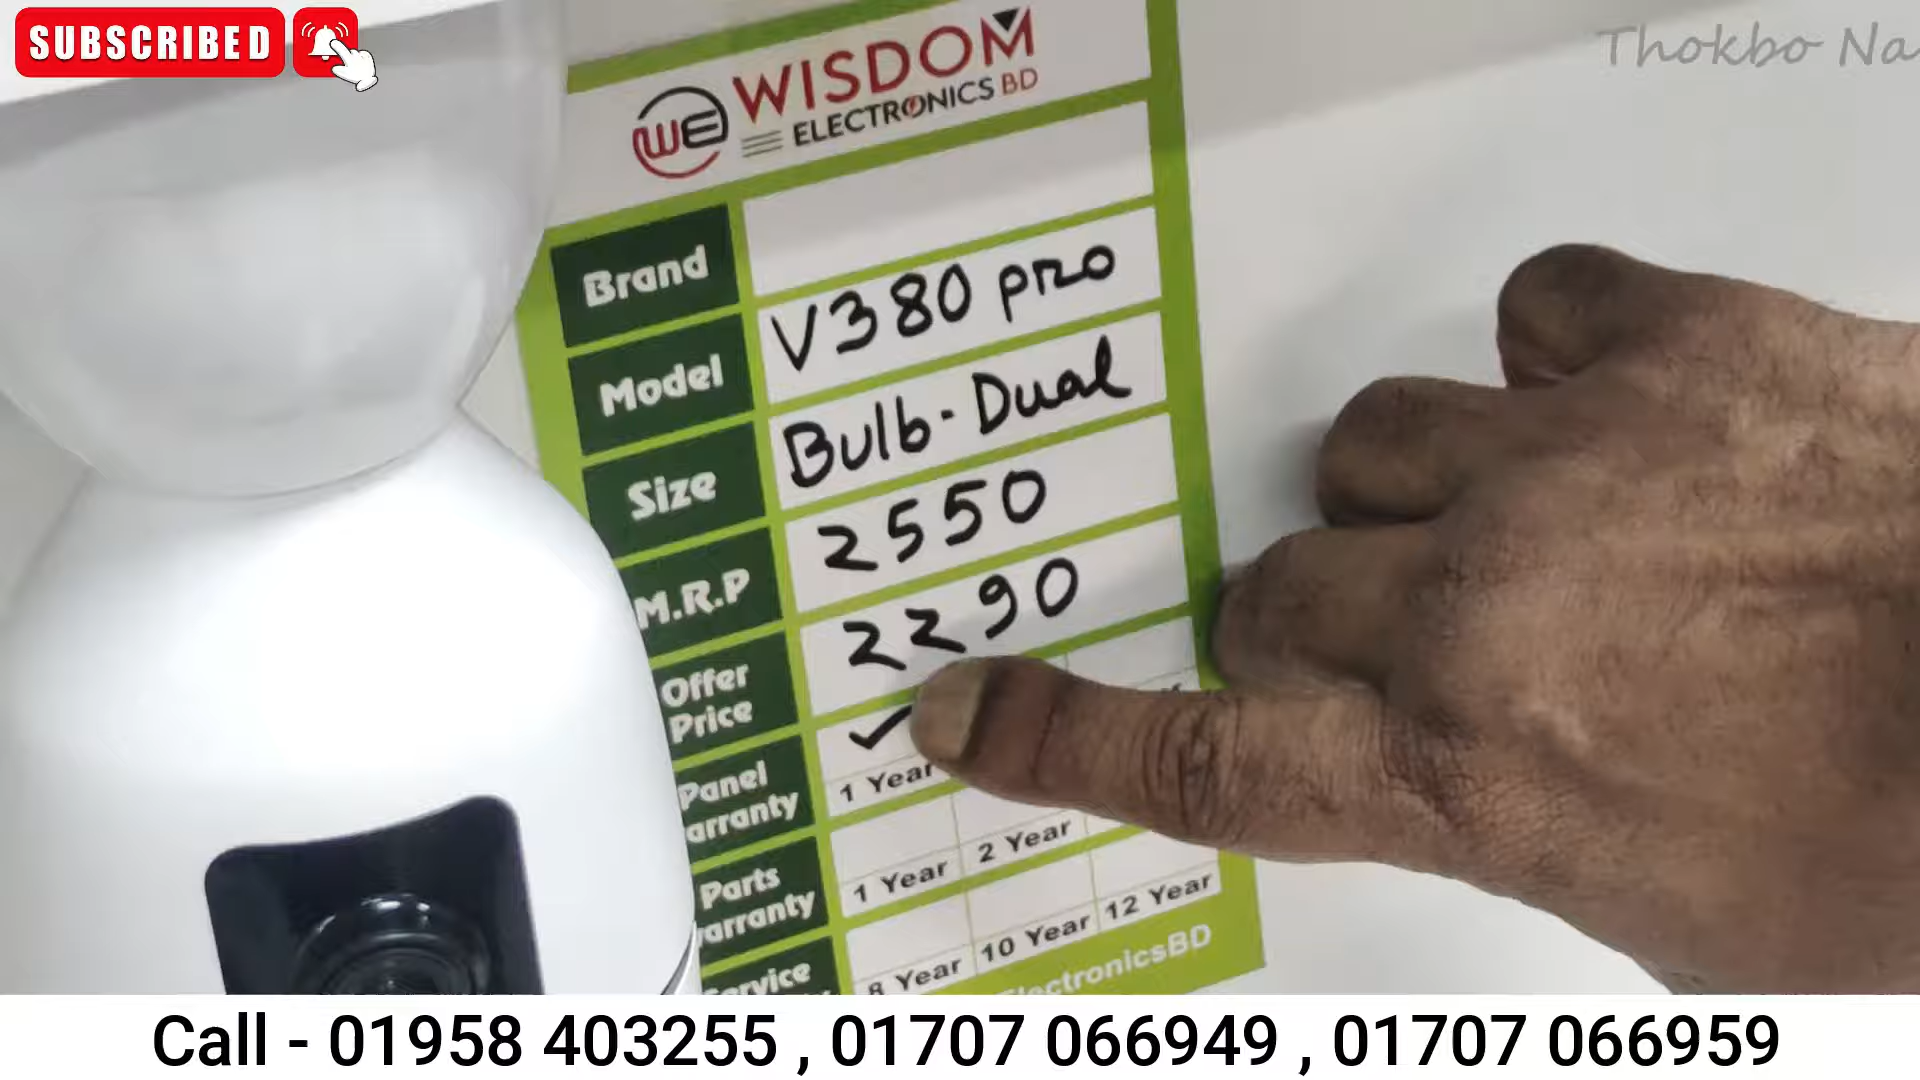 SUBSCRIBED
Thokbo Na
WE WISDOM
ELECTRONICS BD
Brand
V380 pro
Model
Bulb-Dual
Size
2550
M.R.P
2290
Offer
Price
Panel
arranty
1 Year
Parts
arranty
1 Year 2 Year
8 Year 10 Year 12 Year
lectronicsBD
Call - 01958 403255 , 01707 066949 , 01707 066959